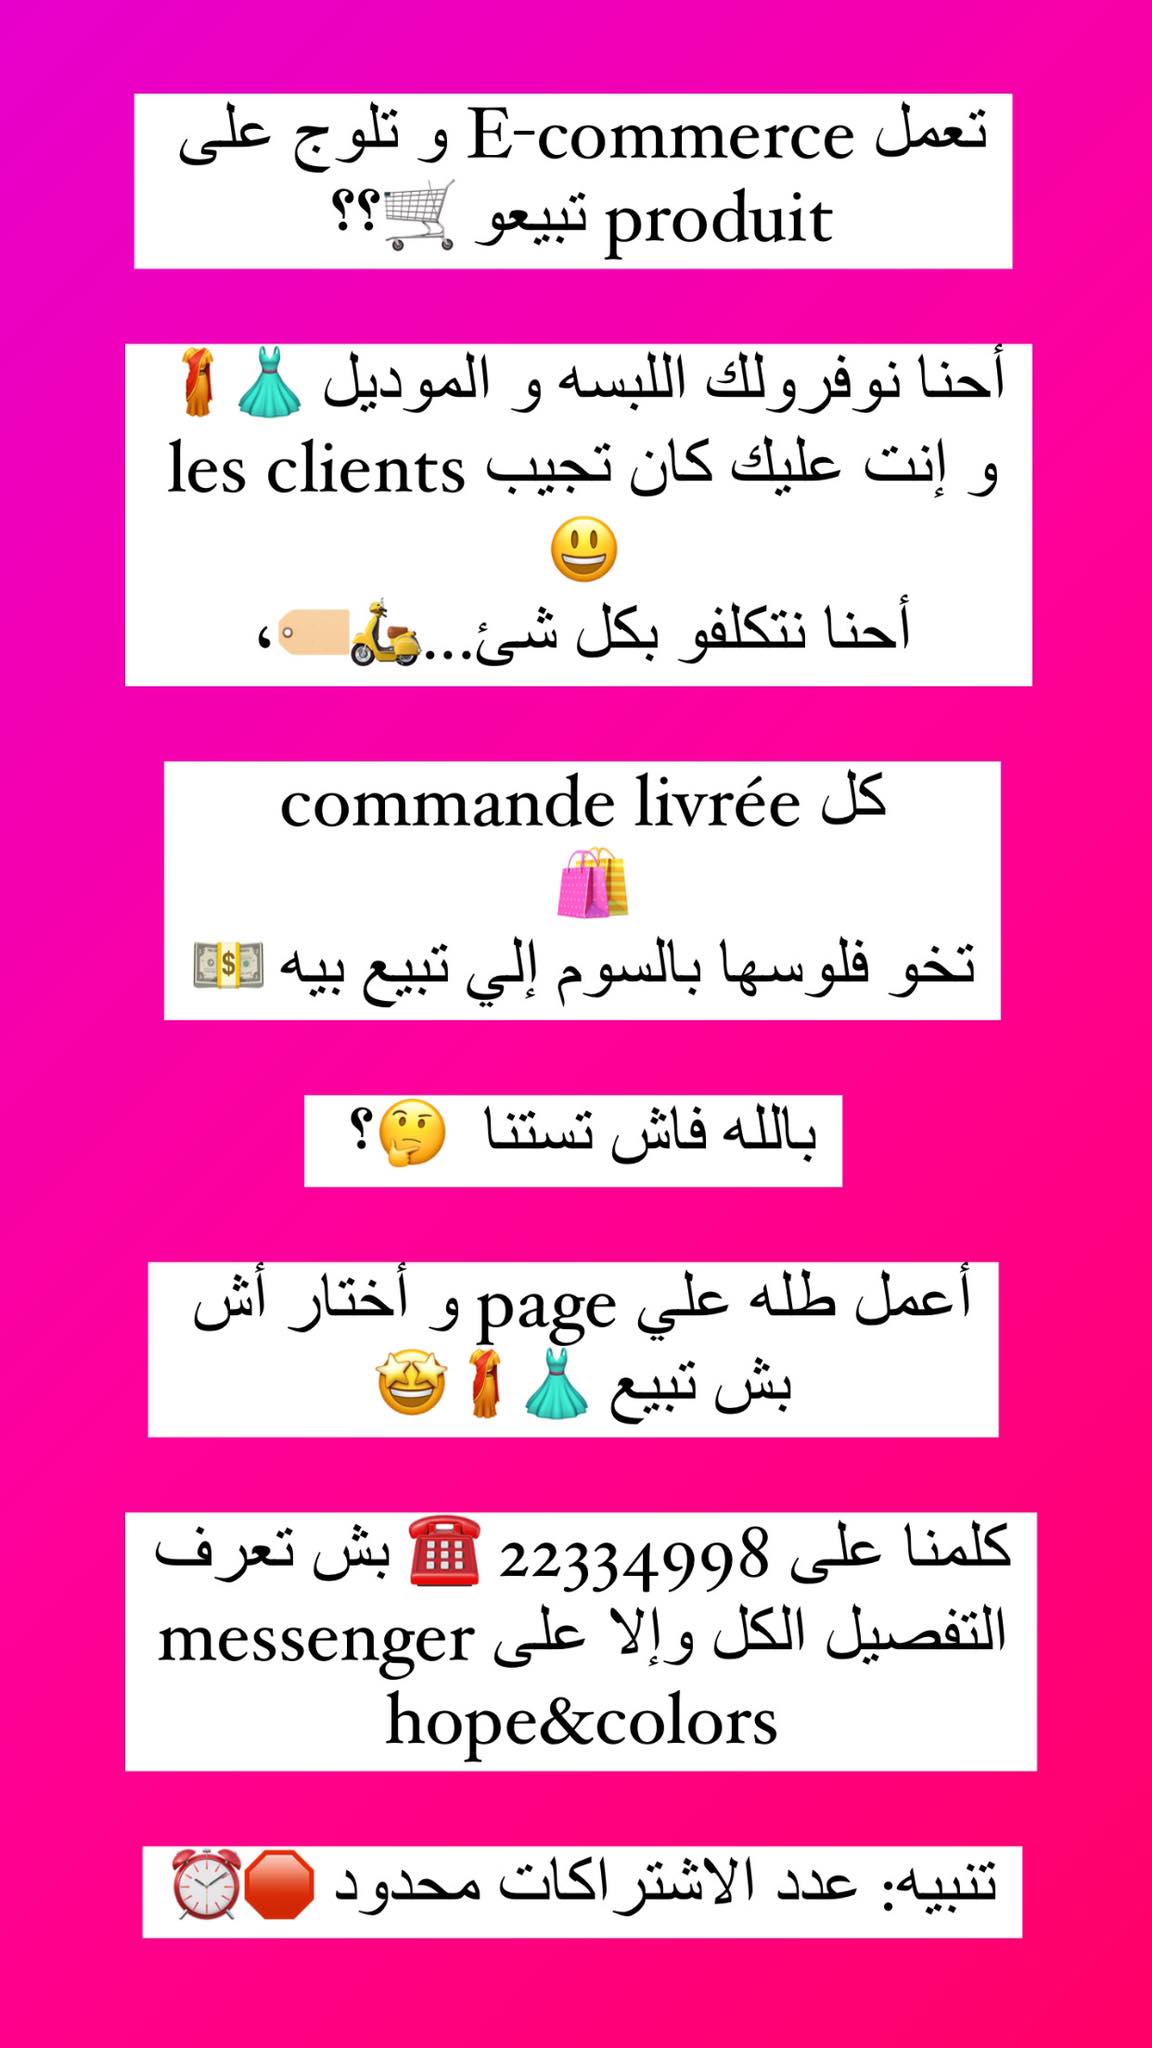 تعمل E-commerce و تلوج على
produit تبيعو 🛒؟؟
أحنا نوفرولك اللبسه و الموديل 👗🥻
و إنت عليك كان تجيب les clients
😃
أحنا نتكلفو بكل شئ...🛵🏷️،
كل commande livrée
🛍️
تخو فلوسها بالسوم إلي تبيع بيه 💵
بالله فاش تستنا 🤔؟
أعمل طله علي page و أختار أش
بش تبيع 👗🥻🤩
كلمنا على 22334998 ☎️ بش تعرف
التفصيل الكل وإلا على messenger
hope&colors
تنبيه: عدد الاشتراكات محدود 🛑⏰